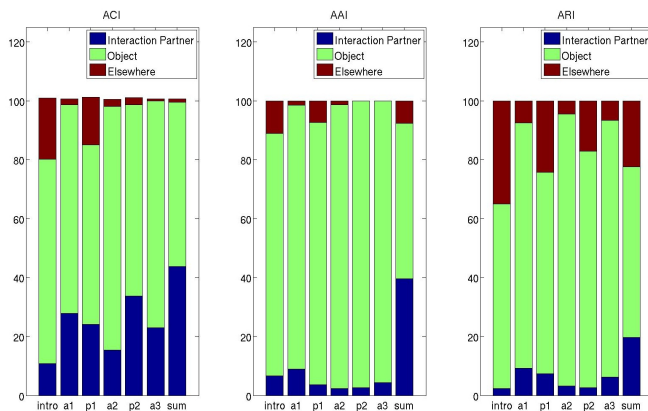 ACI
Interaction Partner
Object
Elsewhere
120
100
80
60
40
20
0
intro a1 p1 a2 p2 a3 sum
AAI
Interaction Partner
Object
Elsewhere
120
100
80
60
40
20
0
intro a1 p1 a2 p2 a3 sum
ARI
Interaction Partner
Object
Elsewhere
120
100
80
60
40
20
0
intro a1 p1 a2 p2 a3 sum